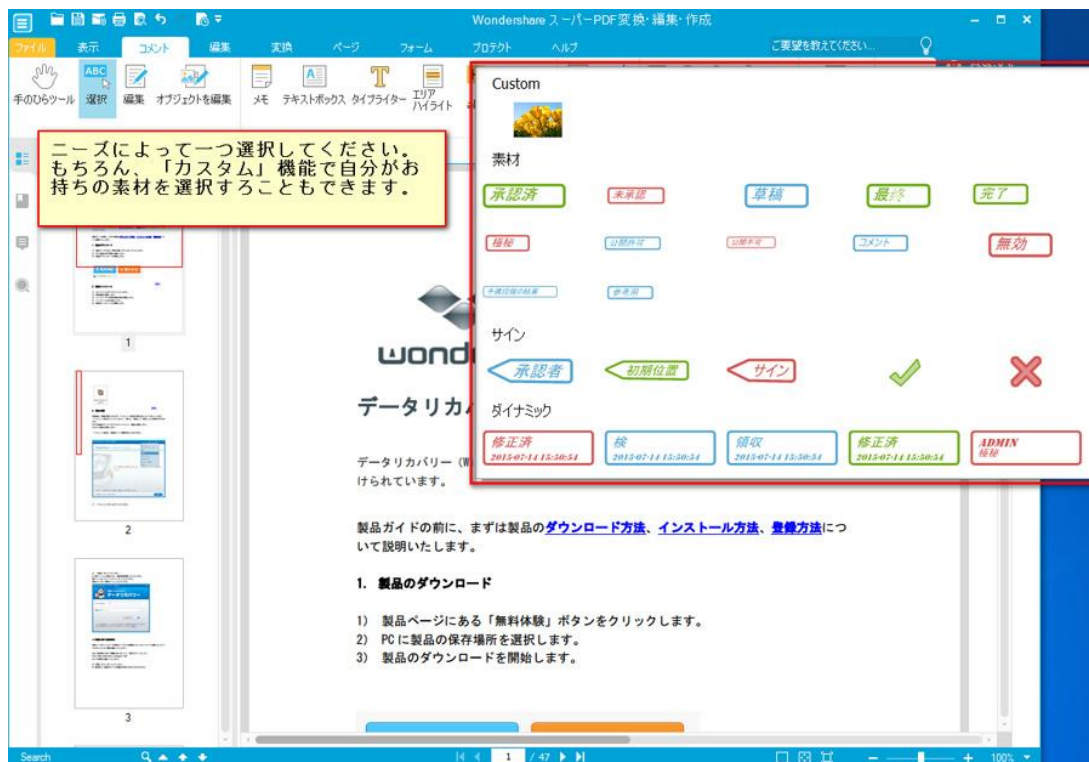 Wondershare スーパーPDF変換・編集・作成
ファイル 表示 コメント 編集 変換 ページ フォーム プロテクト ヘルプ ご要望を教えてください...
手のひらツール 選択 編集 オブジェクトを編集 メモ テキストボックス タイプライター エリア ハイライト
ABC
ニーズによって一つ選択してください。
もちろん、「カスタム」機能で自分がお
持ちの素材を選択することもできます。
Custom
素材
承認済 未承認 草稿 最終 完了
極秘 公開許可 公開不可 コメント 無効
参考用
サイン
承認者 初期位置 サイン
ダイナミック
修正済 検 領収 修正済 ADMIN
2015-07-14 15:50:54 2015-07-14 15:50:54 2015-07-14 15:50:54 2015-07-14 15:50:54 極秘
1
2
3
wond
データリカバ
データリカバリー（W
けられています。
製品ガイドの前に、まずは製品のダウンロード方法、インストール方法、登録方法につ
いて説明いたします。
1. 製品のダウンロード
1) 製品ページにある「無料体験」ボタンをクリックします。
2) PCに製品の保存場所を選択します。
3) 製品のダウンロードを開始します。
Search 1 / 47 100%